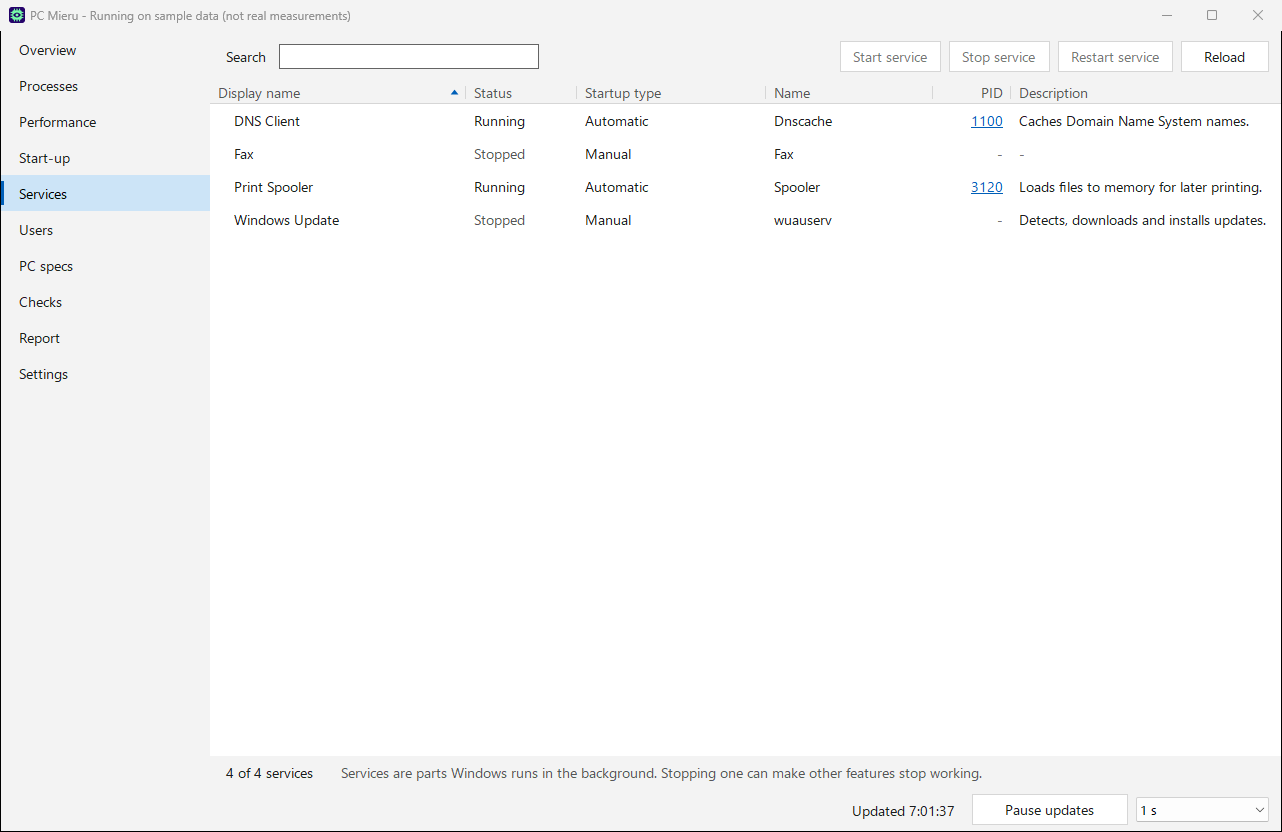 PC Mieru - Running on sample data (not real measurements)
Overview
Processes
Performance
Start-up
Services
Users
PC specs
Checks
Report
Settings
Search Start service Stop service Restart service Reload
Display name Status Startup type Name PID Description
DNS Client Running Automatic Dnscache 1100 Caches Domain Name System names.
Fax Stopped Manual Fax - -
Print Spooler Running Automatic Spooler 3120 Loads files to memory for later printing.
Windows Update Stopped Manual wuauserv - Detects, downloads and installs updates.
4 of 4 services Services are parts Windows runs in the background. Stopping one can make other features stop working.
Updated 7:01:37 Pause updates 1 s